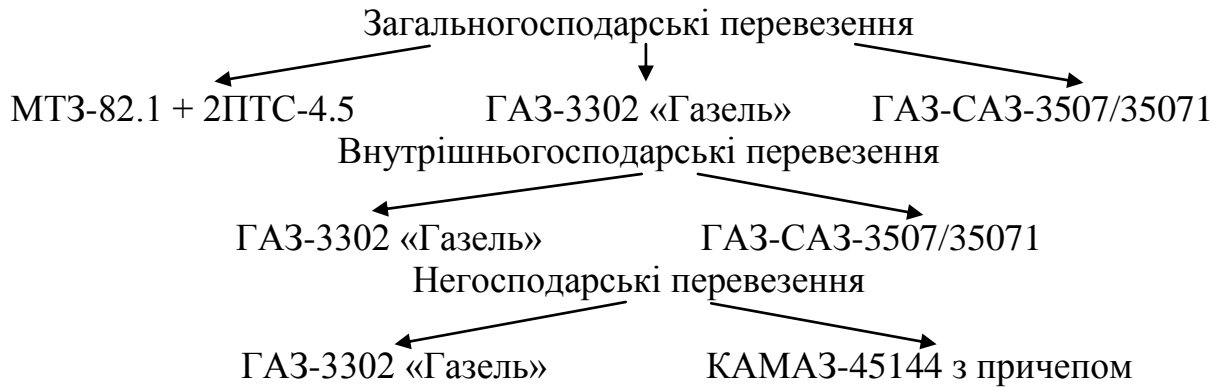 Загальногосподарські перевезення
МТЗ-82.1 + 2ПТС-4.5 ГАЗ-3302 «Газель» ГАЗ-САЗ-3507/35071
Внутрішньогосподарські перевезення
ГАЗ-3302 «Газель» ГАЗ-САЗ-3507/35071
Негосподарські перевезення
ГАЗ-3302 «Газель» КАМАЗ-45144 з причепом